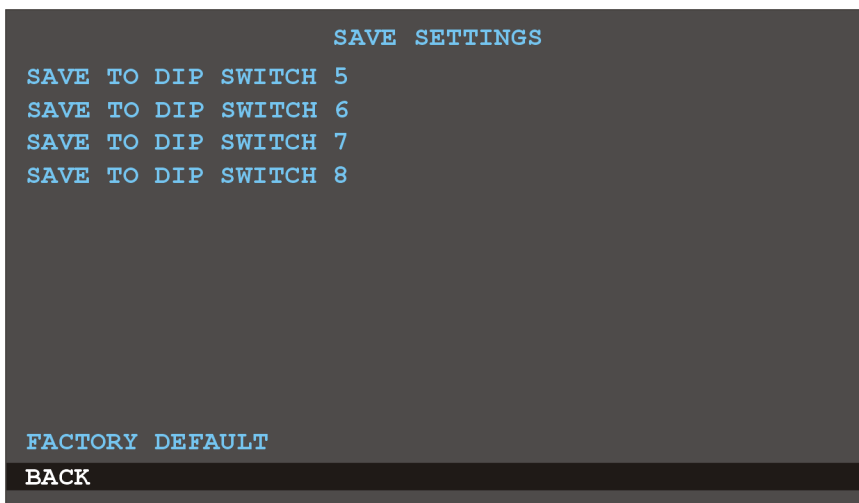 SAVE SETTINGS
SAVE TO DIP SWITCH 5
SAVE TO DIP SWITCH 6
SAVE TO DIP SWITCH 7
SAVE TO DIP SWITCH 8
FACTORY DEFAULT
BACK